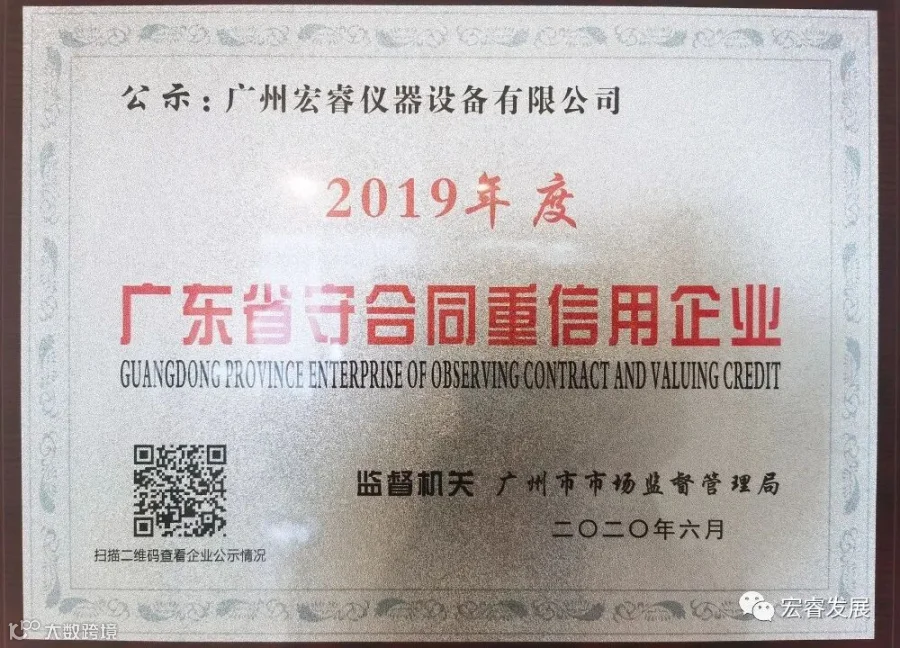 公示：广州宏睿仪器设备有限公司
2019年度
广东省守合同重信用企业
GUANGDONG PROVINCE ENTERPRISE OF OBSERVING CONTRACT AND VALUING CREDIT
监督机关 广州市市场监督管理局
二〇二〇年六月
扫描二维码查看企业公示情况
宏睿发展
大数跨境